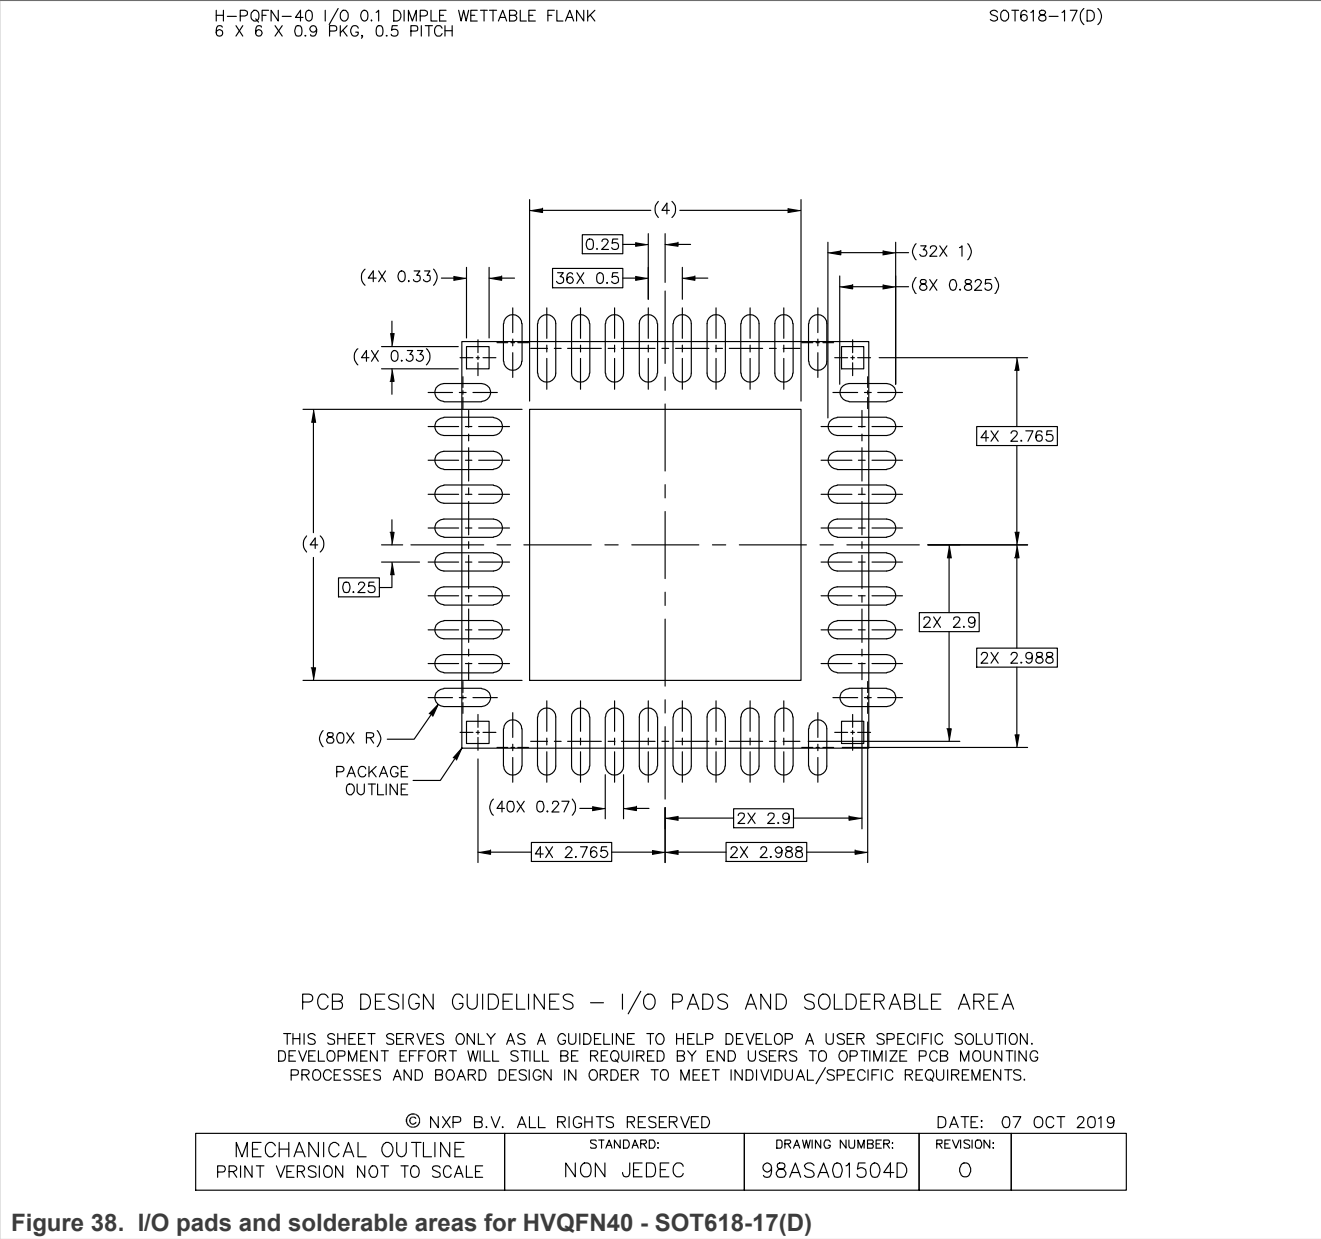 H-PQFN-40 I/O 0.1 DIMPLE WETTABLE FLANK
6 X 6 X 0.9 PKG, 0.5 PITCH
SOT618-17(D)
(4)
0.25
36X 0.5
(32X 1)
(8X 0.825)
(4X 0.33)
(4X 0.33)
4X 2.765
(4)
0.25
2X 2.9
2X 2.988
(80X R)
PACKAGE
OUTLINE
(40X 0.27)
2X 2.9
4X 2.765
2X 2.988
PCB DESIGN GUIDELINES – I/O PADS AND SOLDERABLE AREA
THIS SHEET SERVES ONLY AS A GUIDELINE TO HELP DEVELOP A USER SPECIFIC SOLUTION.
DEVELOPMENT EFFORT WILL STILL BE REQUIRED BY END USERS TO OPTIMIZE PCB MOUNTING
PROCESSES AND BOARD DESIGN IN ORDER TO MEET INDIVIDUAL/SPECIFIC REQUIREMENTS.
© NXP B.V. ALL RIGHTS RESERVED
DATE: 07 OCT 2019
MECHANICAL OUTLINE
PRINT VERSION NOT TO SCALE
STANDARD:
NON JEDEC
DRAWING NUMBER:
98ASA01504D
REVISION:
O
Figure 38. I/O pads and solderable areas for HVQFN40 - SOT618-17(D)